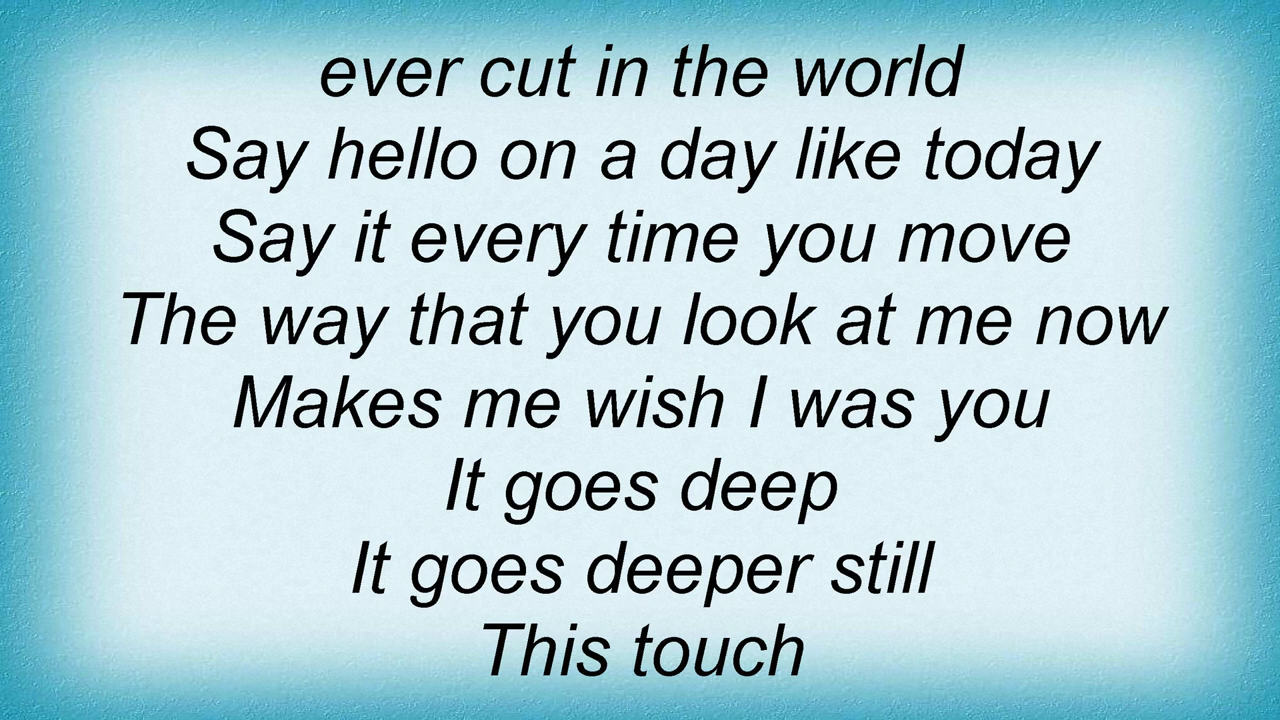 ever cut in the world
Say hello on a day like today
Say it every time you move
The way that you look at me now
Makes me wish I was you
It goes deep
It goes deeper still
This touch